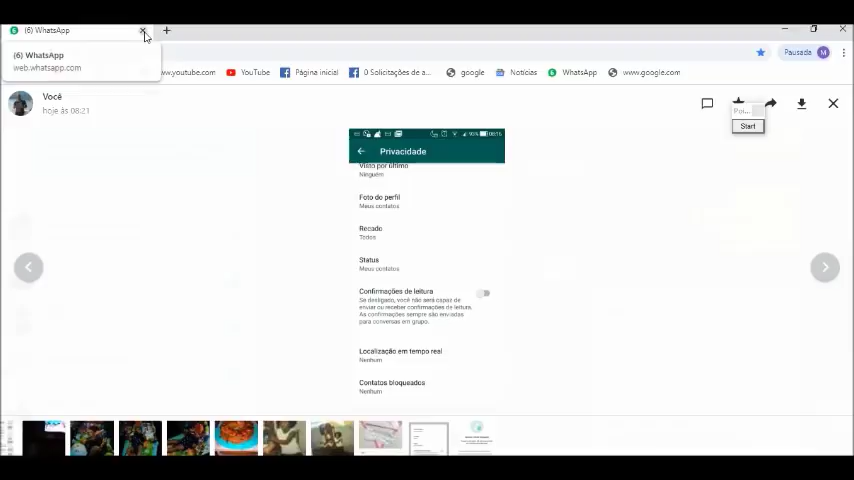 (6) WhatsApp
(6) WhatsApp
web.whatsapp.com
Pausada
M
ww.youtube.com
YouTube
Página inicial
0 Solicitações de a...
google
Notícias
WhatsApp
www.google.com
Você
hoje às 08:21
Start
Privacidade
Visto por último
Ninguém
Foto do perfil
Meus contatos
Recado
Todos
Status
Meus contatos
Confirmações de leitura
Se desligado, você não será capaz de
enviar ou receber confirmações de leitura.
As confirmações sempre são enviadas
para conversas em grupo.
Localização em tempo real
Nenhum
Contatos bloqueados
Nenhum